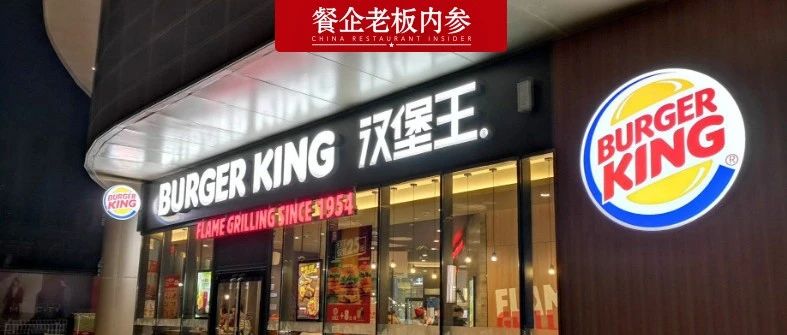 餐企老板内参
CHINA RESTAURANT INSIDER
BURGER KING 汉堡王®
FLAME GRILLING SINCE 1954
BURGER
KING
BURGER
KING®